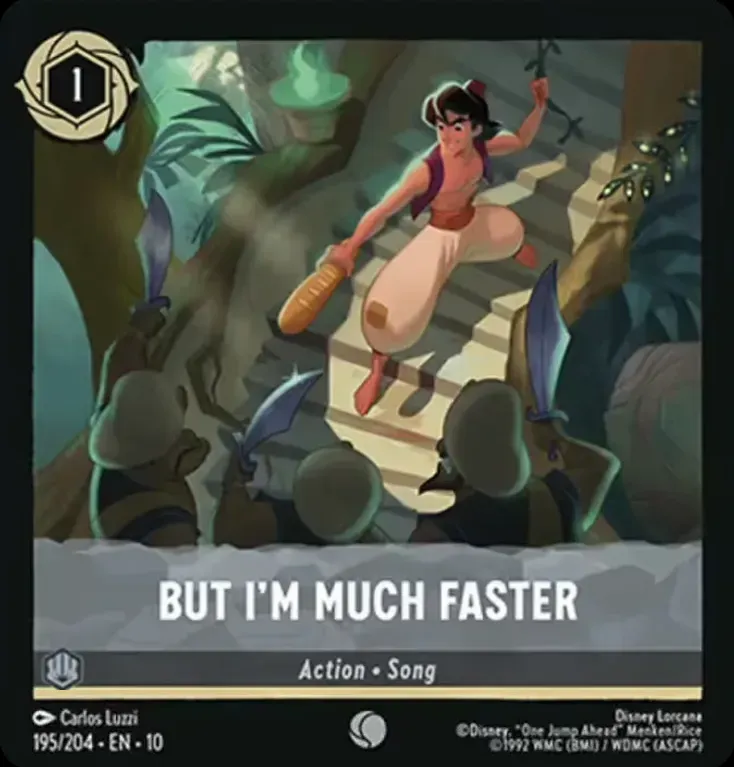 1
BUT I'M MUCH FASTER
Action • Song
Carlos Luzzi
195/204 • EN • 10
Disney Lorcana
©Disney, "One Jump Ahead" Menken/Rice
©1992 WMC (BMI) / WDMC (ASCAP)